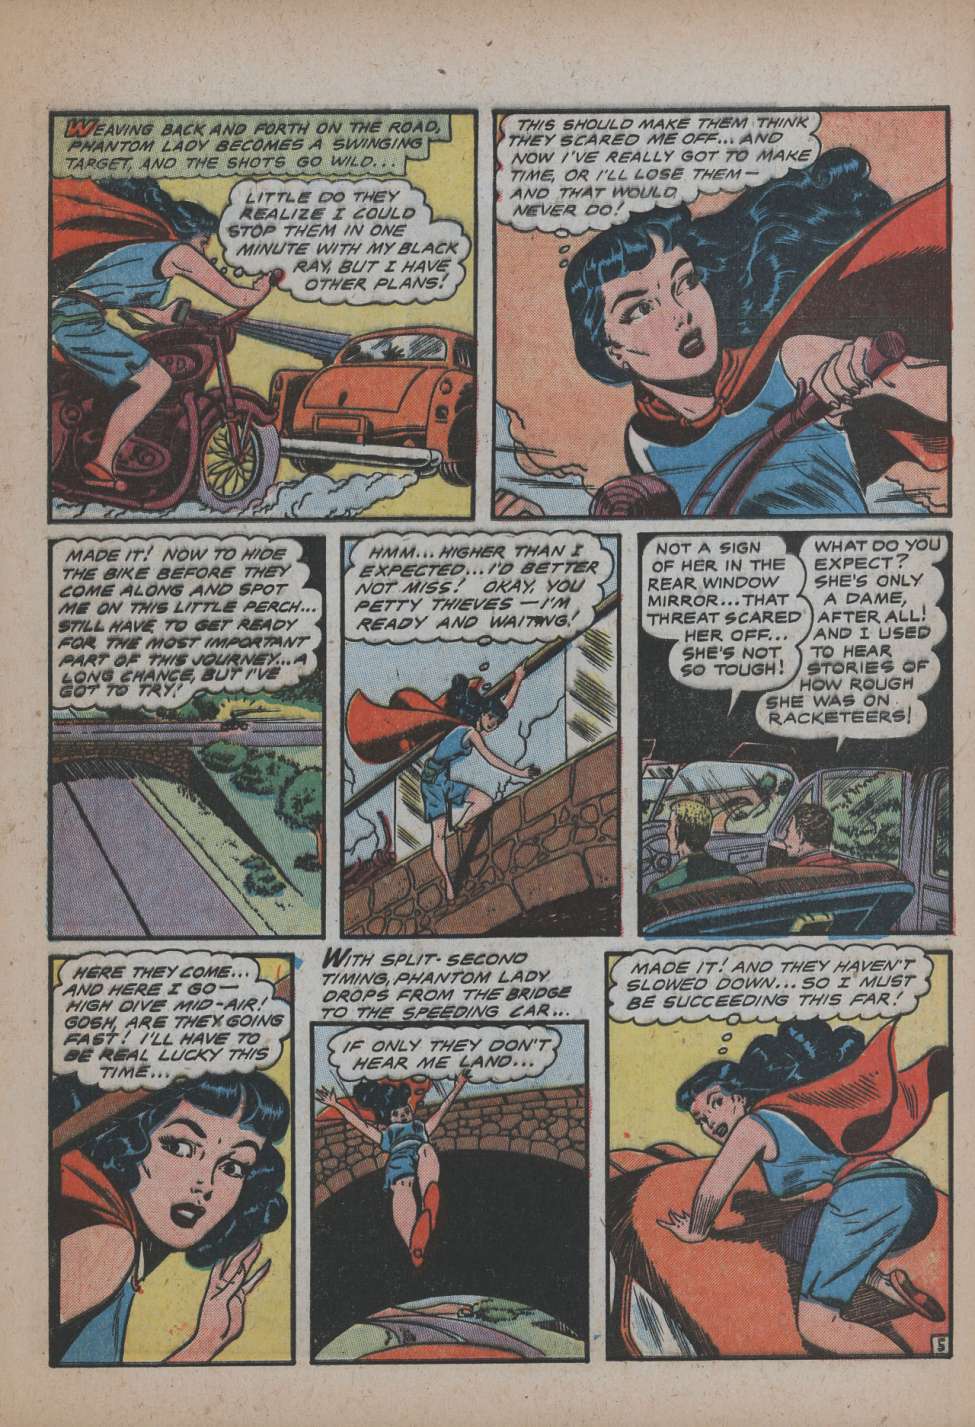 WEAVING BACK AND FORTH ON THE ROAD,
PHANTOM LADY BECOMES A SWINGING
TARGET, AND THE SHOTS GO WILD...
LITTLE DO THEY
REALIZE I COULD
STOP THEM IN ONE
MINUTE WITH MY BLACK
RAY, BUT I HAVE
OTHER PLANS!
THIS SHOULD MAKE THEM THINK
THEY SCARED ME OFF... AND
NOW I'VE REALLY GOT TO MAKE
TIME, OR I'LL LOSE THEM—
AND THAT WOULD
NEVER DO!
MADE IT! NOW TO HIDE
THE BIKE BEFORE THEY
COME ALONG AND SPOT
ME ON THIS LITTLE PERCH...
STILL HAVE TO GET READY
FOR THE MOST IMPORTANT
PART OF THIS JOURNEY...A
LONG CHANCE, BUT I'VE
GOT TO TRY!
HMM... HIGHER THAN I
EXPECTED... I'D BETTER
NOT MISS! OKAY, YOU
PETTY THIEVES — I'M
READY AND WAITING!
NOT A SIGN
OF HER IN THE
REAR WINDOW
MIRROR...THAT
THREAT SCARED
HER OFF...
SHE'S NOT
SO TOUGH!
WHAT DO YOU
EXPECT?
SHE'S ONLY
A DAME,
AFTER ALL!
AND I USED
TO HEAR
STORIES OF
HOW ROUGH
SHE WAS ON
RACKETEERS!
HERE THEY COME...
AND HERE I GO—
HIGH DIVE MID-AIR!
GOSH, ARE THEY GOING
FAST! I'LL HAVE TO
BE REAL LUCKY THIS
TIME...
WITH SPLIT-SECOND
TIMING, PHANTOM LADY
DROPS FROM THE BRIDGE
TO THE SPEEDING CAR...
IF ONLY THEY DON'T
HEAR ME LAND...
MADE IT! AND THEY HAVEN'T
SLOWED DOWN... SO I MUST
BE SUCCEEDING THIS FAR!
5